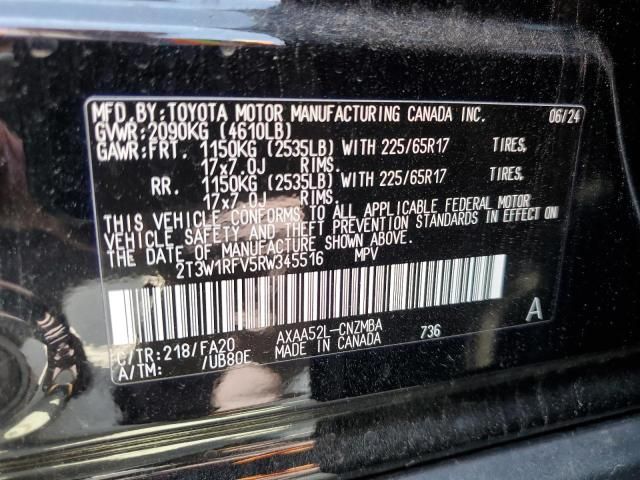 MFD.BY:TOYOTA MOTOR MANUFACTURING CANADA INC. 06/24
GVWR:2090KG (4610LB)
GAWR:FRT. 1150KG (2535LB) WITH 225/65R17 TIRES,
17x7.0J RIMS.
RR. 1150KG (2535LB) WITH 225/65R17 TIRES,
17x7.0J RIMS.
THIS VEHICLE CONFORMS TO ALL APPLICABLE FEDERAL MOTOR
VEHICLE SAFETY AND THEFT PREVENTION STANDARDS IN EFFECT ON
THE DATE OF MANUFACTURE SHOWN ABOVE.
2T3W1RFV5RW345516 MPV
A
C/TR:218/FA20 AXAA52L-CNZMBA 736
A/TM: /UB80E MADE IN CANADA